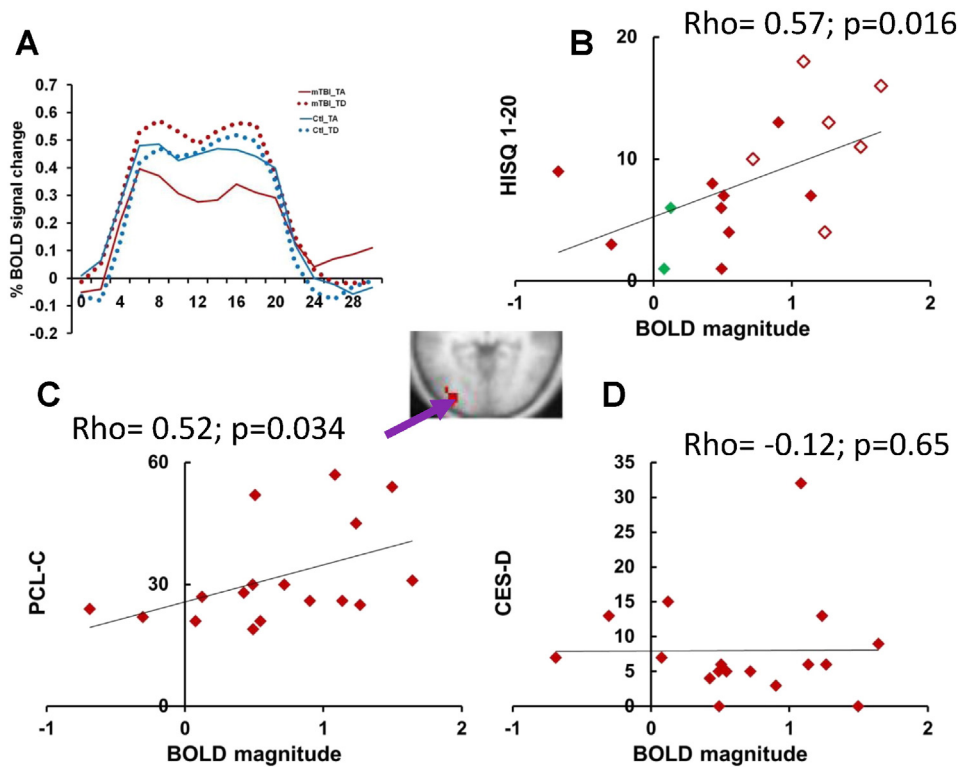 A
% BOLD signal change
0.7
0.6
0.5
0.4
0.3
0.2
0.1
0
-0.1
-0.2
0 4 8 12 16 20 24 28
mTBI_TA
mTBI_TD
Ctl_TA
Ctl_TD
B
Rho= 0.57; p=0.016
HISQ 1-20
20
10
0
-1 0 1 2
BOLD magnitude
C
Rho= 0.52; p=0.034
PCL-C
60
30
0
-1 0 1 2
BOLD magnitude
D
Rho= -0.12; p=0.65
CES-D
35
30
25
20
15
10
5
0
-1 0 1 2
BOLD magnitude